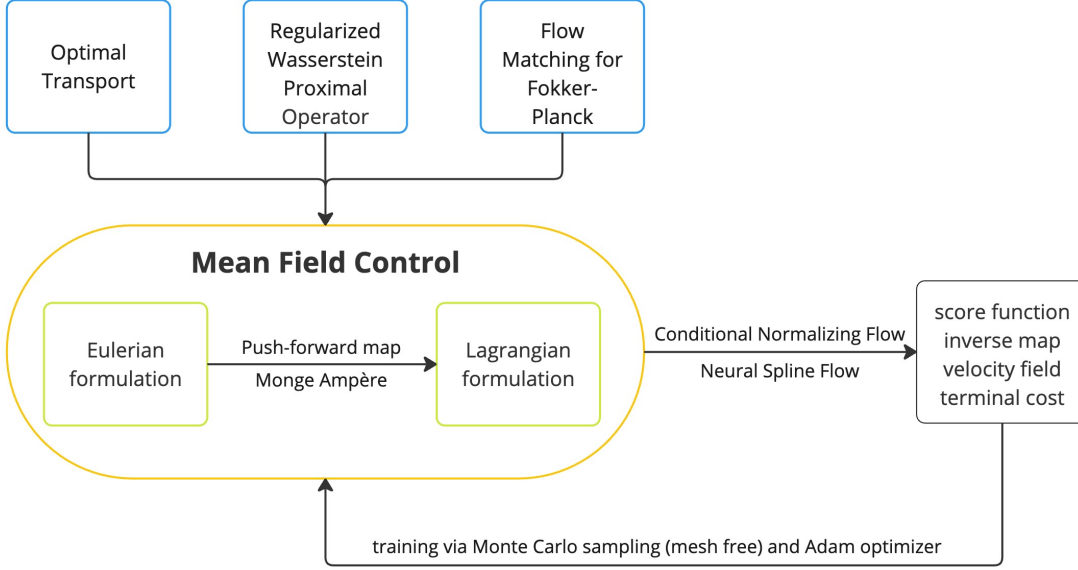 Optimal
Transport
Regularized
Wasserstein
Proximal
Operator
Flow
Matching for
Fokker-
Planck
Mean Field Control
Eulerian
formulation
Push-forward map
Monge Ampère
Lagrangian
formulation
Conditional Normalizing Flow
Neural Spline Flow
score function
inverse map
velocity field
terminal cost
training via Monte Carlo sampling (mesh free) and Adam optimizer